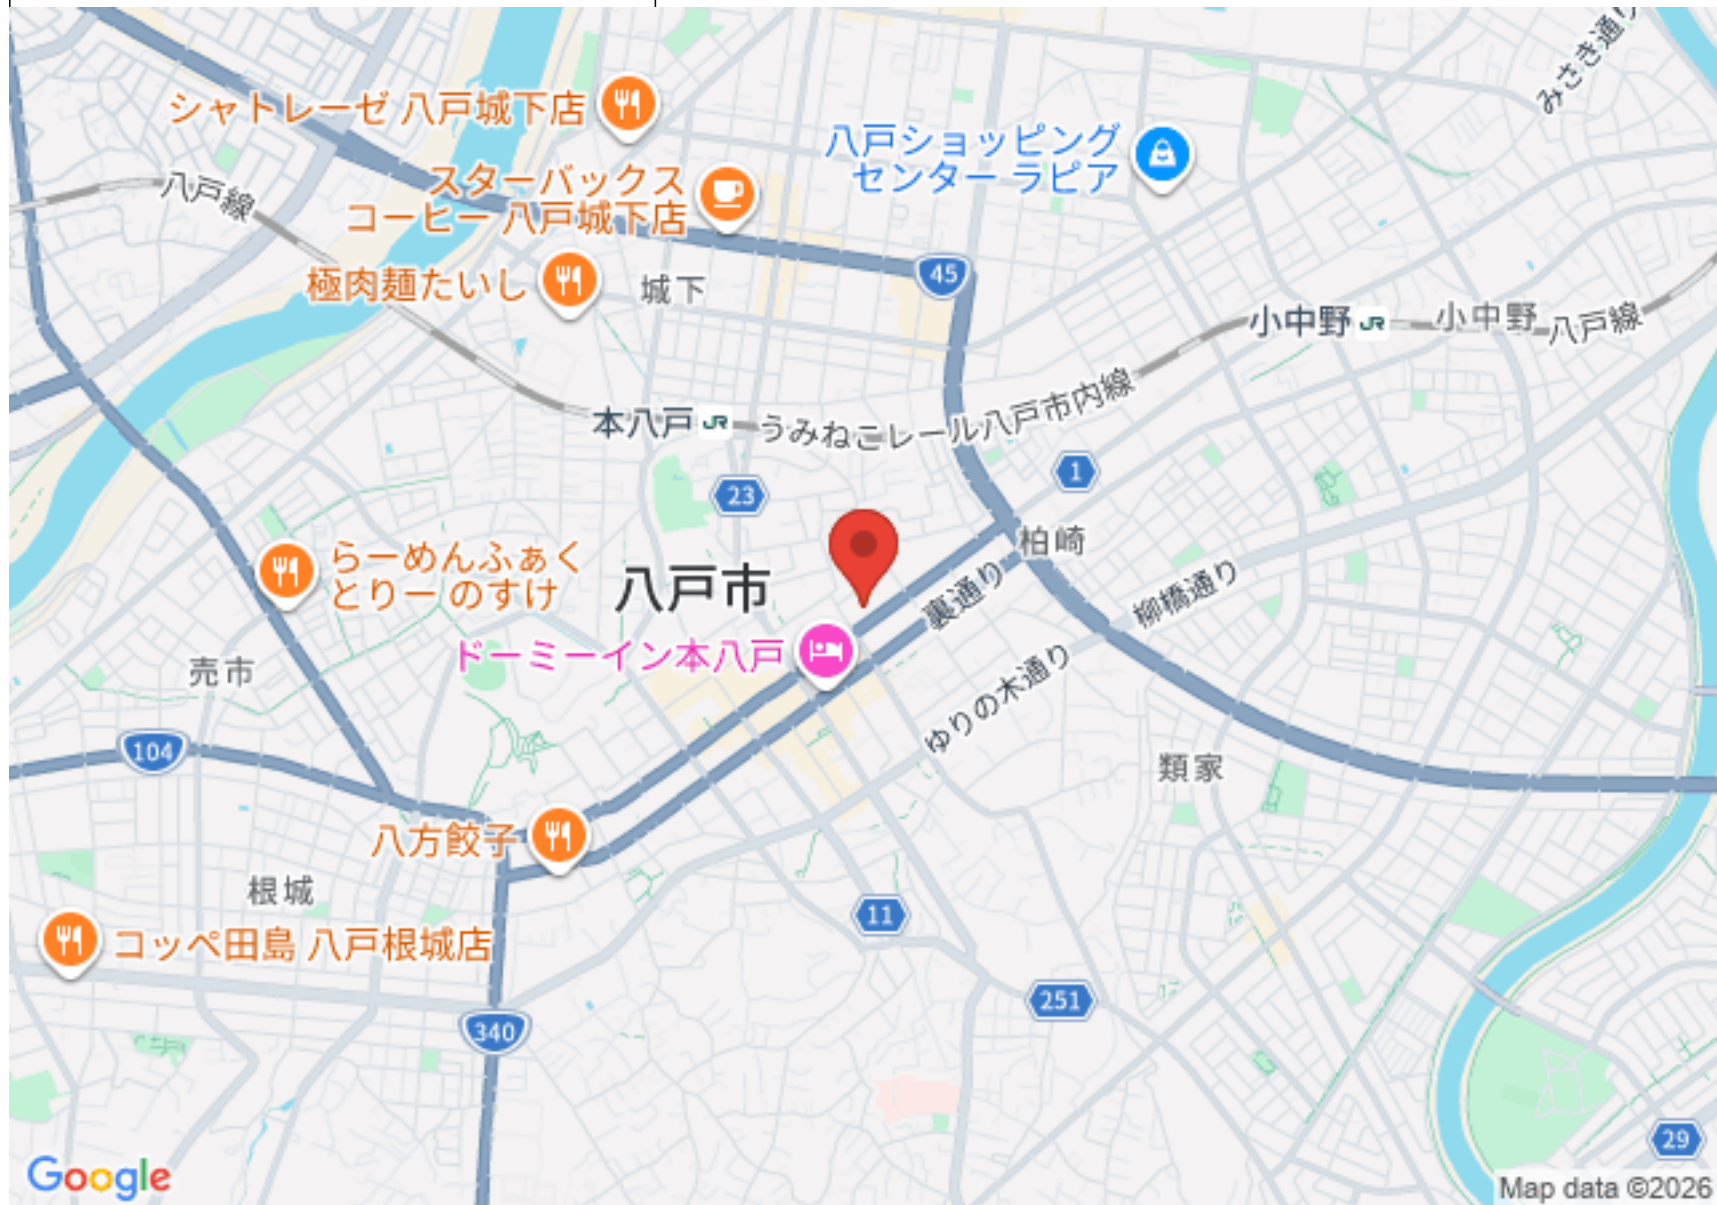 みさき通り
シャトレーゼ 八戸城下店
八戸ショッピング
センター ラピア
八戸線
スターバックス
コーヒー 八戸城下店
極肉麺たいし
城下
45
小中野 JR
小中野
八戸線
本八戸 JR
うみねこレール八戸市内線
23
1
柏崎
らーめんふぁく
とりー のすけ
八戸市
裏通り
柳橋通り
ドーミーイン本八戸
売市
ゆりの木通り
104
類家
八方餃子
根城
11
コッペ田島 八戸根城店
251
340
29
Google
Map data ©2026